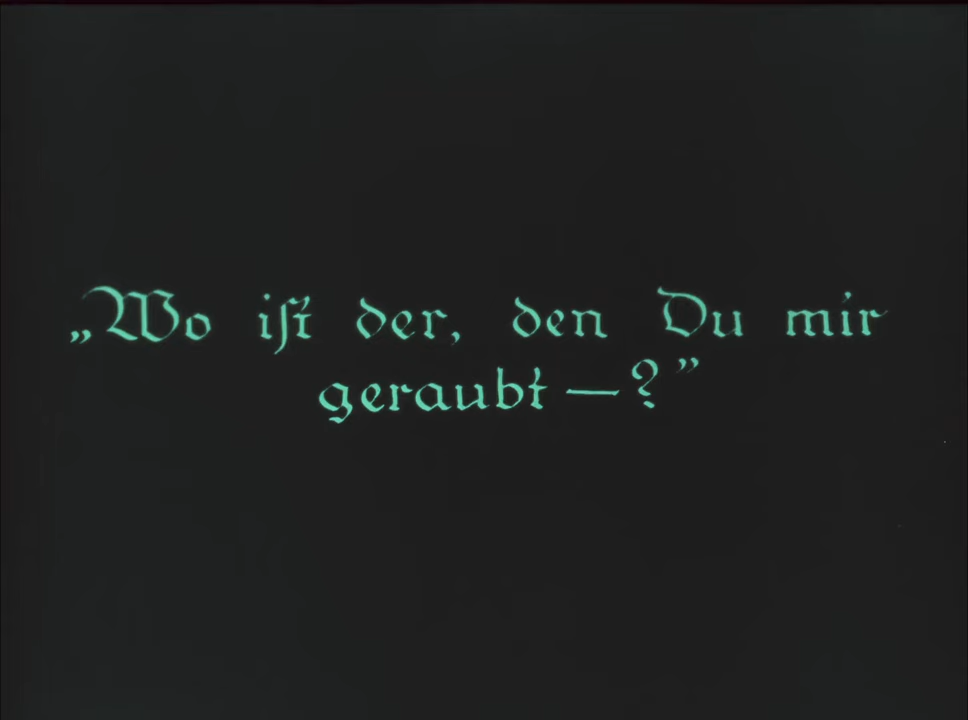 „Wo iſt der, den Du mir
geraubt —?”